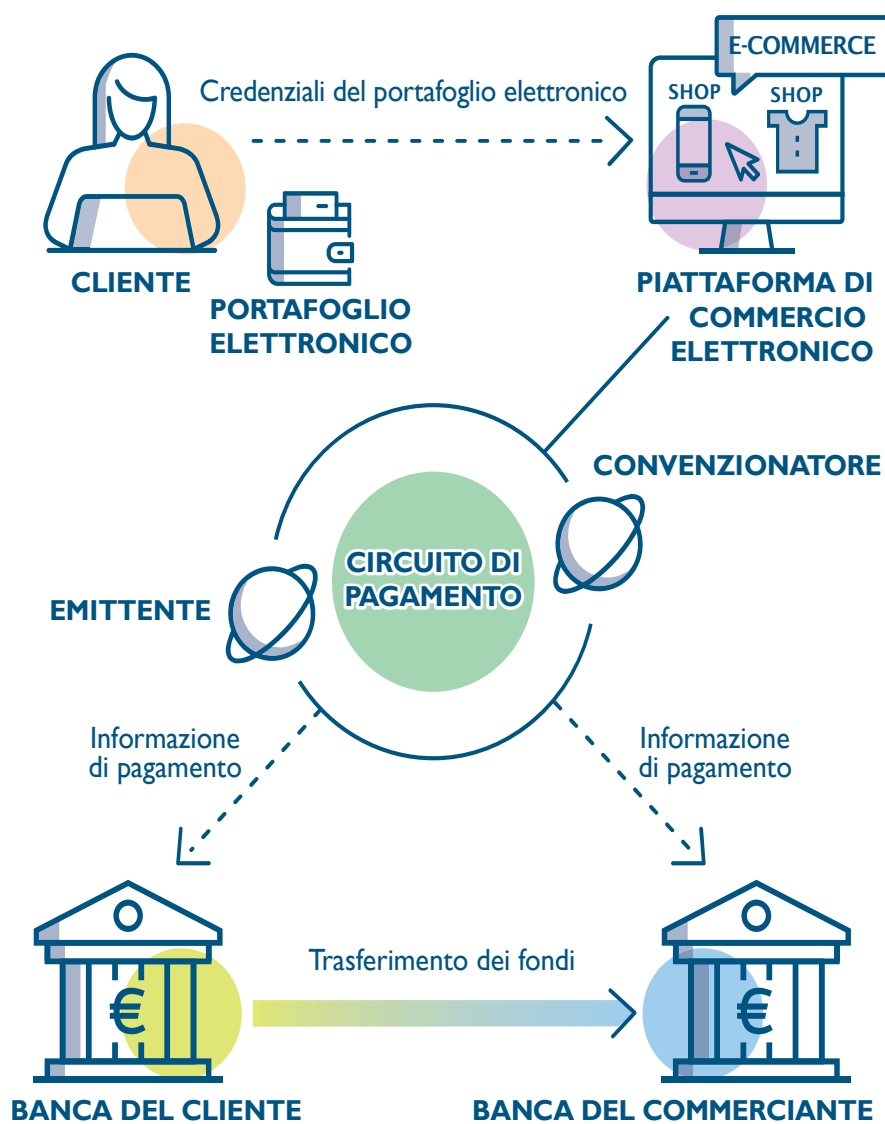 E-COMMERCE
Credenziali del portafoglio elettronico
SHOP
SHOP
CLIENTE
PORTAFOGLIO
ELETTRONICO
PIATTAFORMA DI
COMMERCIO
ELETTRONICO
CONVENZIONATORE
CIRCUITO DI
PAGAMENTO
EMITTENTE
Informazione
di pagamento
Informazione
di pagamento
Trasferimento dei fondi
€
€
BANCA DEL CLIENTE
BANCA DEL COMMERCIANTE